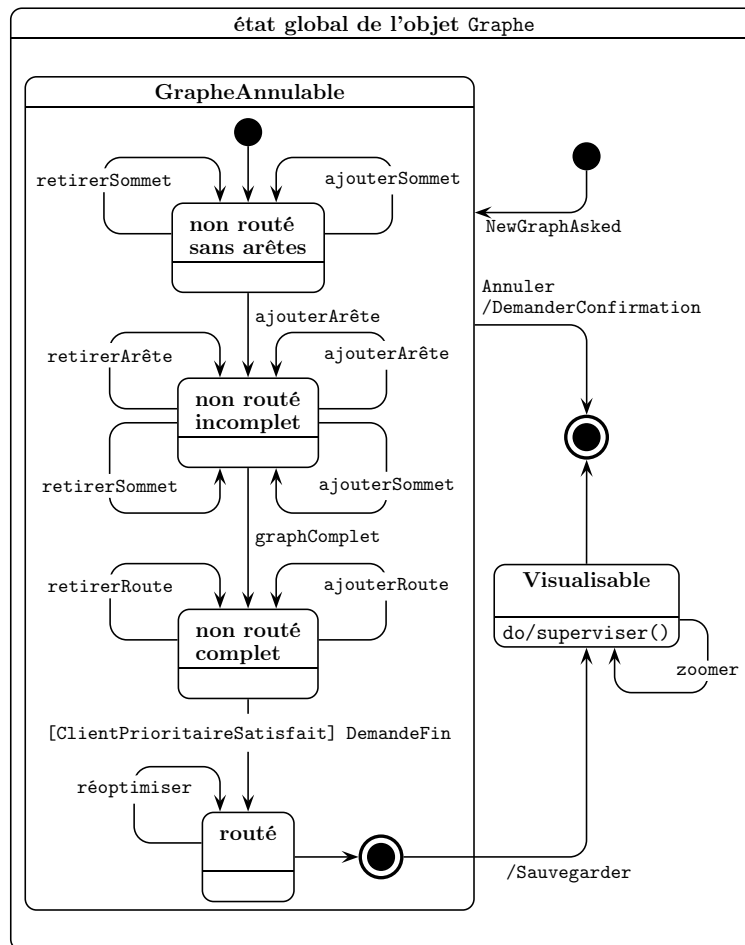 état global de l'objet Graphe
GrapheAnnulable
retirerSommet
ajouterSommet
non routé
sans arêtes
NewGraphAsked
Annuler
/DemanderConfirmation
ajouterArête
retirerArête
ajouterArête
non routé
incomplet
retirerSommet
ajouterSommet
graphComplet
retirerRoute
ajouterRoute
Visualisable
do/superviser()
non routé
complet
zoomer
[ClientPrioritaireSatisfait] DemandeFin
réoptimiser
routé
/Sauvegarder